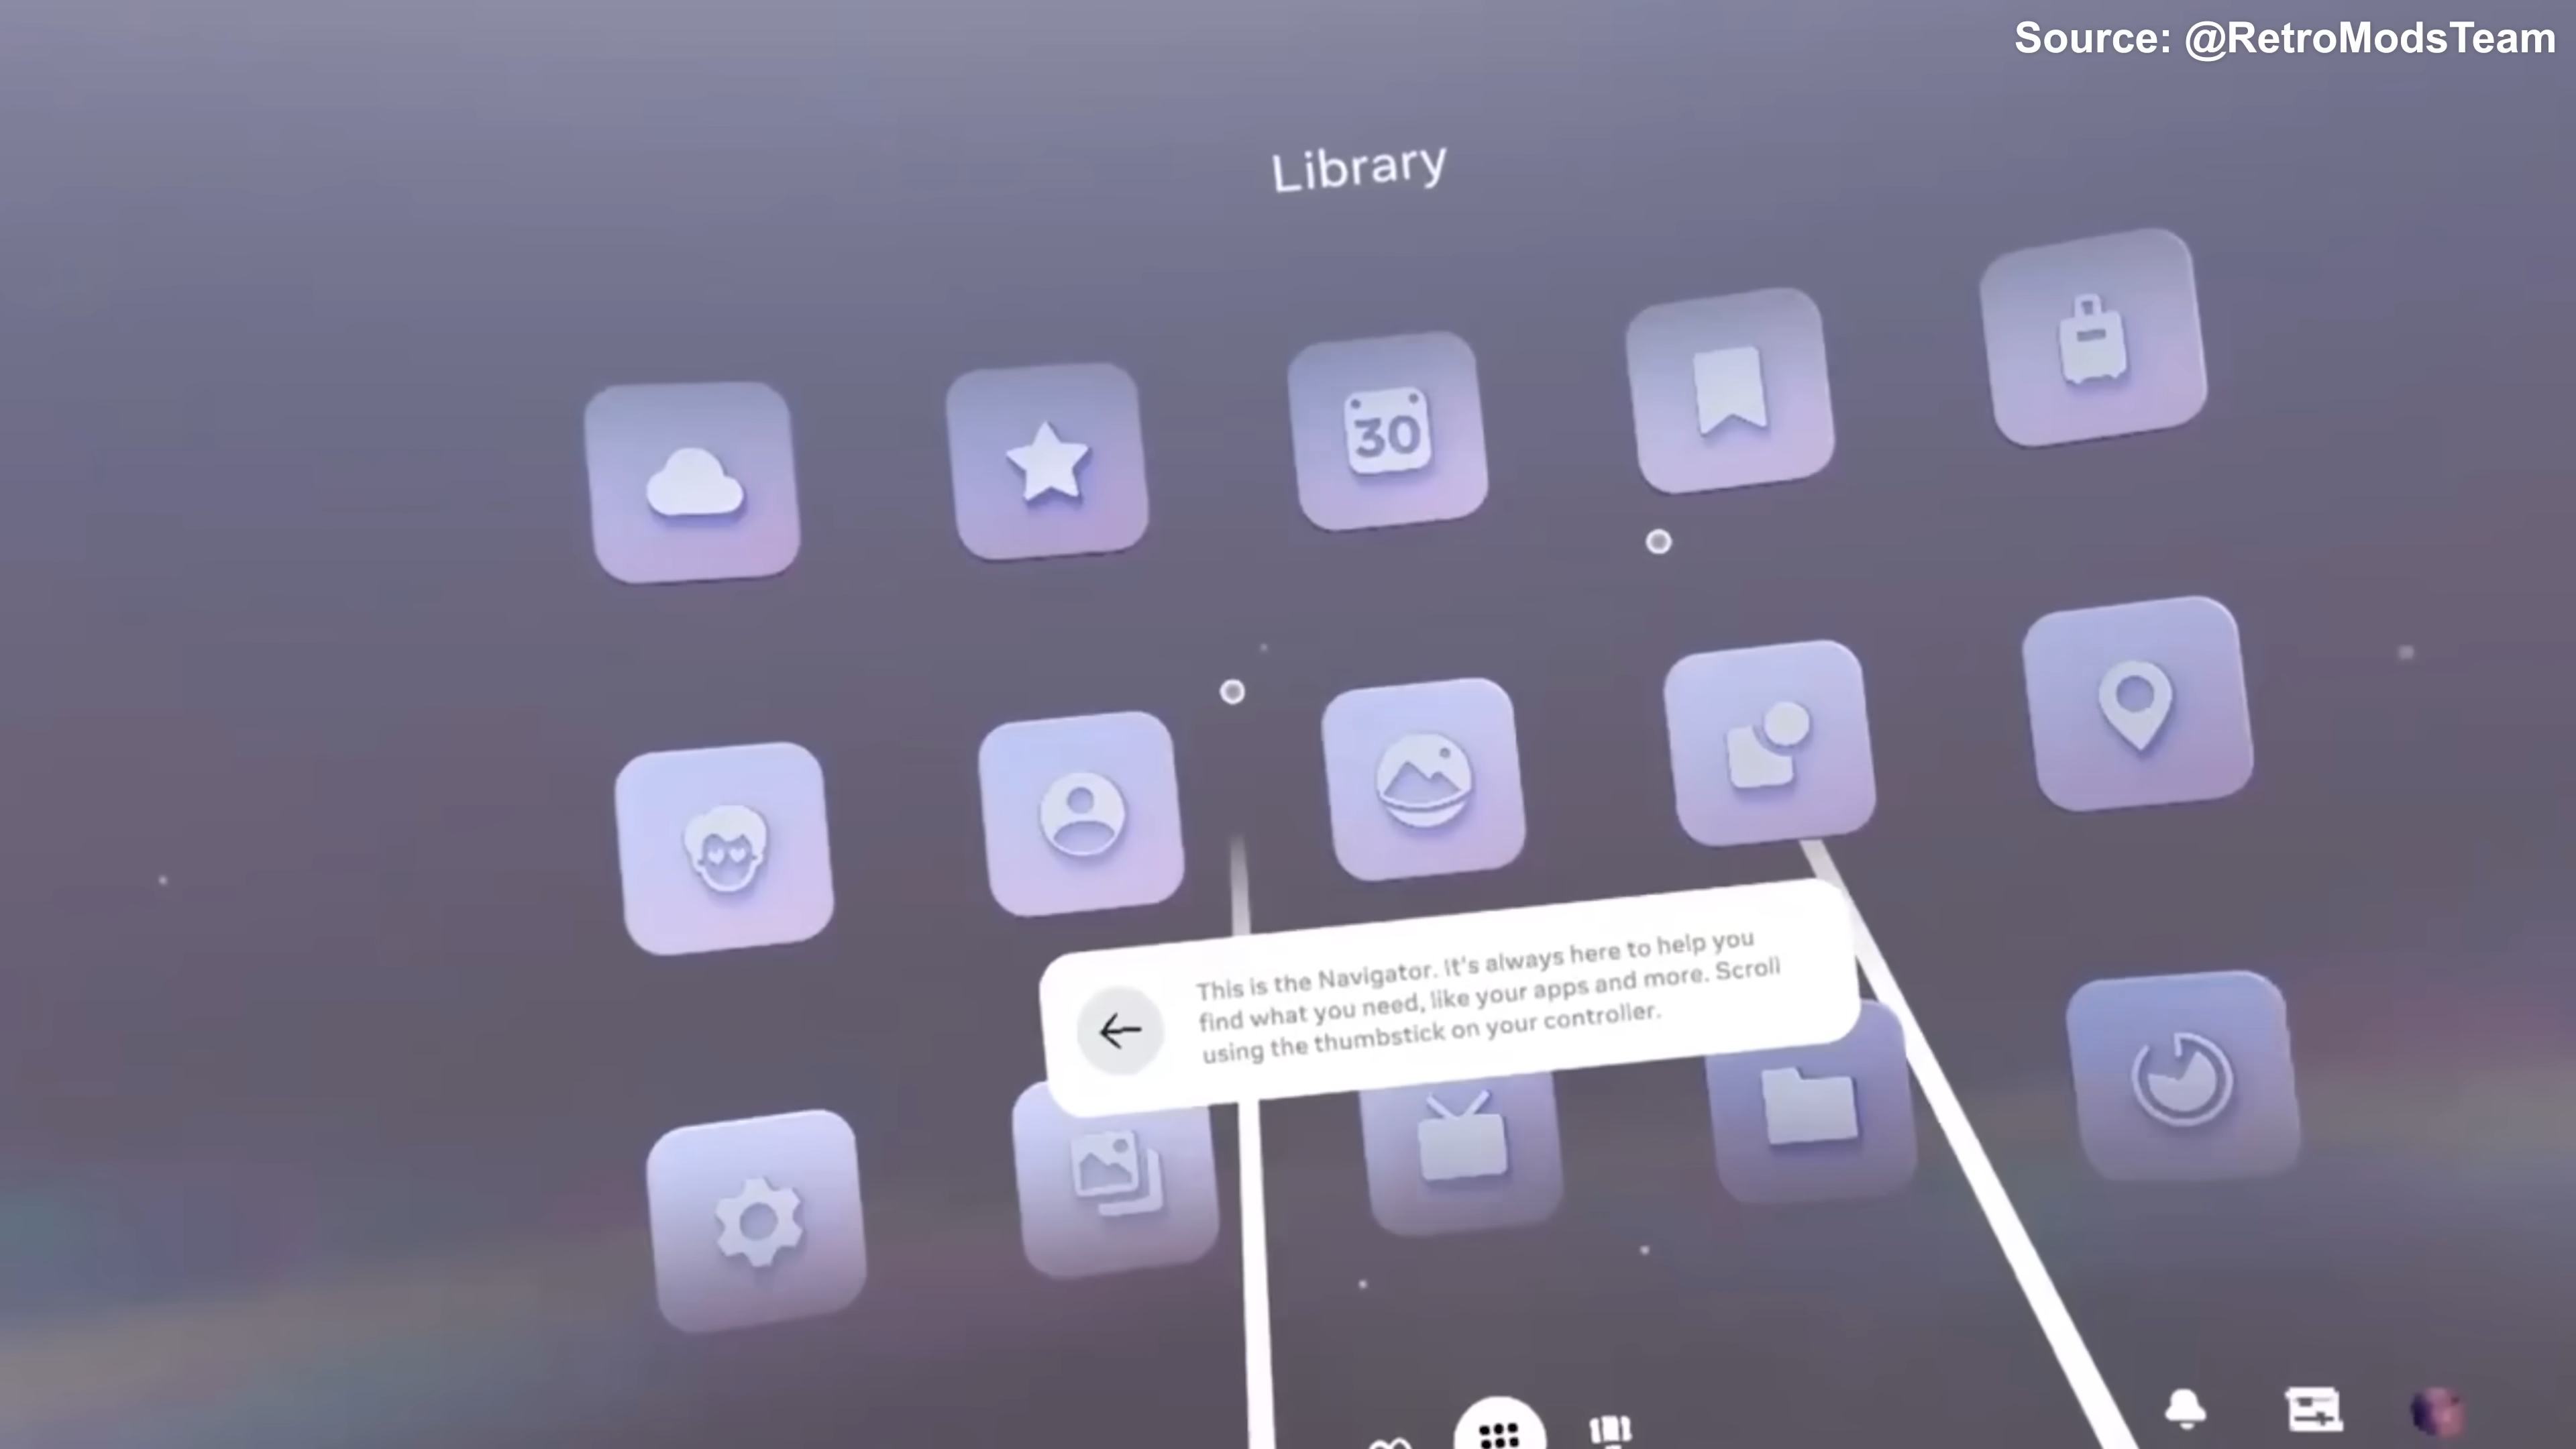 Source: @RetroModsTeam
Library
30
This is the Navigator. It's always here to help you
find what you need, like your apps and more. Scroll
using the thumbstick on your controller.